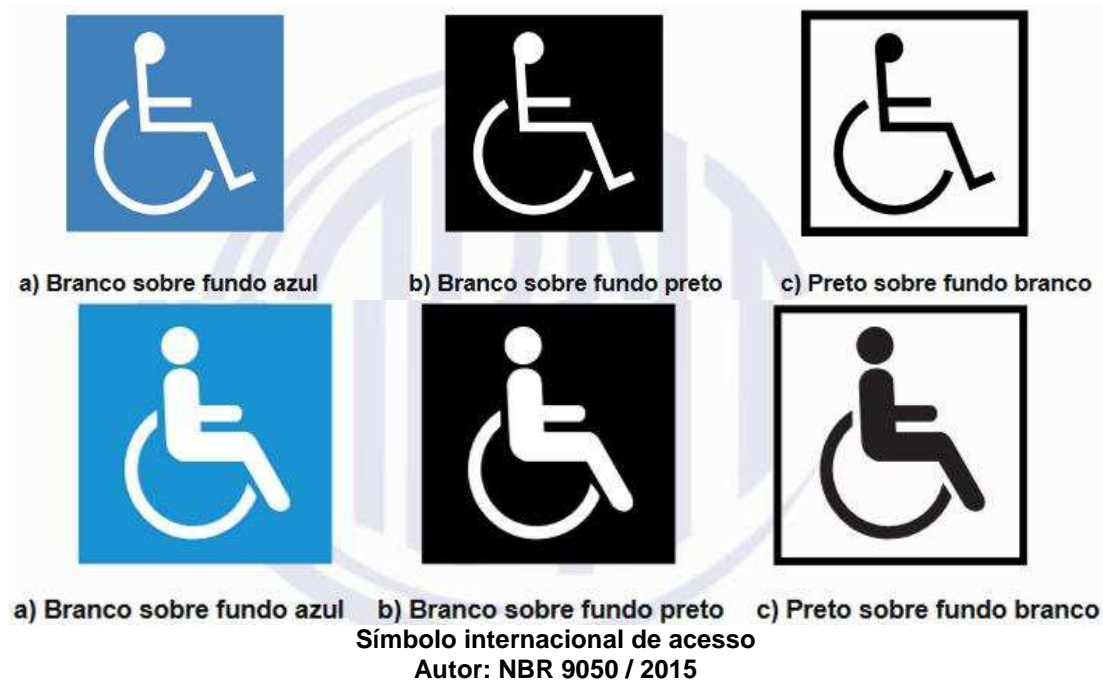 a) Branco sobre fundo azul b) Branco sobre fundo preto c) Preto sobre fundo branco
a) Branco sobre fundo azul b) Branco sobre fundo preto c) Preto sobre fundo branco
Símbolo internacional de acesso
Autor: NBR 9050 / 2015